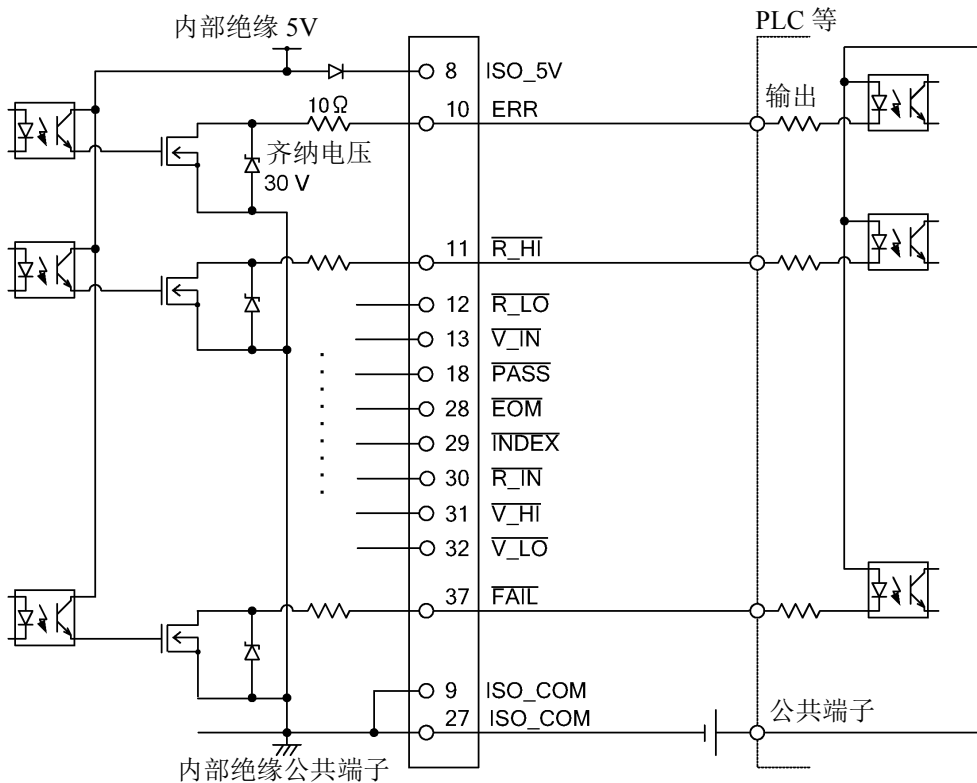 内部绝缘 5V
PLC 等
8 ISO_5V
10Ω
10 ERR
输出
齐纳电压
30 V
11 R_HI
12 R_LO
13 V_IN
18 PASS
28 EOM
29 INDEX
30 R_IN
31 V_HI
32 V_LO
37 FAIL
9 ISO_COM
27 ISO_COM
公共端子
内部绝缘公共端子